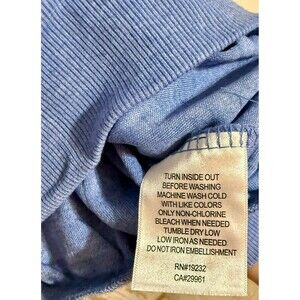 TURN INSIDE OUT
BEFORE WASHING
MACHINE WASH COLD
WITH LIKE COLORS
ONLY NON-CHLORINE
BLEACH WHEN NEEDED
TUMBLE DRY LOW
LOW IRON AS NEEDED
DO NOT IRON EMBELLISHMENT
RN#19232
CA#29961